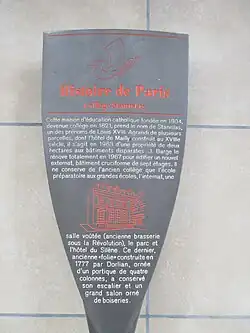 Histoire de Paris
Collège Stanislas
Cette maison d'éducation catholique fondée en 1804,
devenue collège en 1821, prend le nom de Stanislas,
un des prénoms de Louis XVIII. Agrandi de plusieurs
parcelles, dont l'hôtel de Mailly construit au XVIIIe
siècle, il s'agit en 1963 d'une propriété de deux
hectares aux bâtiments disparates. J. Barge le
rénove totalement en 1967 pour édifier un nouvel
externat, bâtiment cruciforme de sept étages. Il
ne conserve de l'ancien collège que l'école
préparatoire aux grandes écoles, l'internat, une
salle voûtée (ancienne brasserie
sous la Révolution), le parc et
l'hôtel du Silène. Ce dernier,
ancienne «folie» construite en
1777 par Dorlian, ornée
d'un portique de quatre
colonnes, a conservé
son escalier et un
grand salon orné
de boiseries.